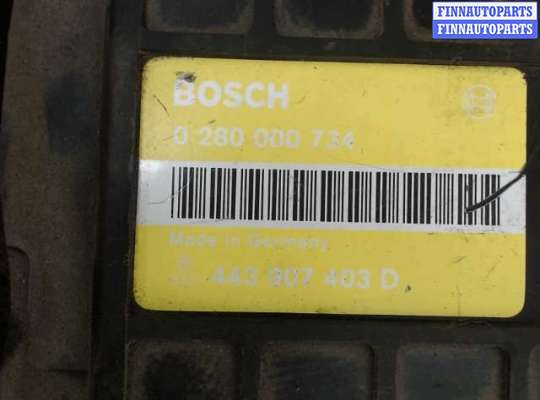 FINNAUTOPARTS
FINNAUTOPARTS
BOSCH
0 280 000 734
Made in Germany
443 907 403 D